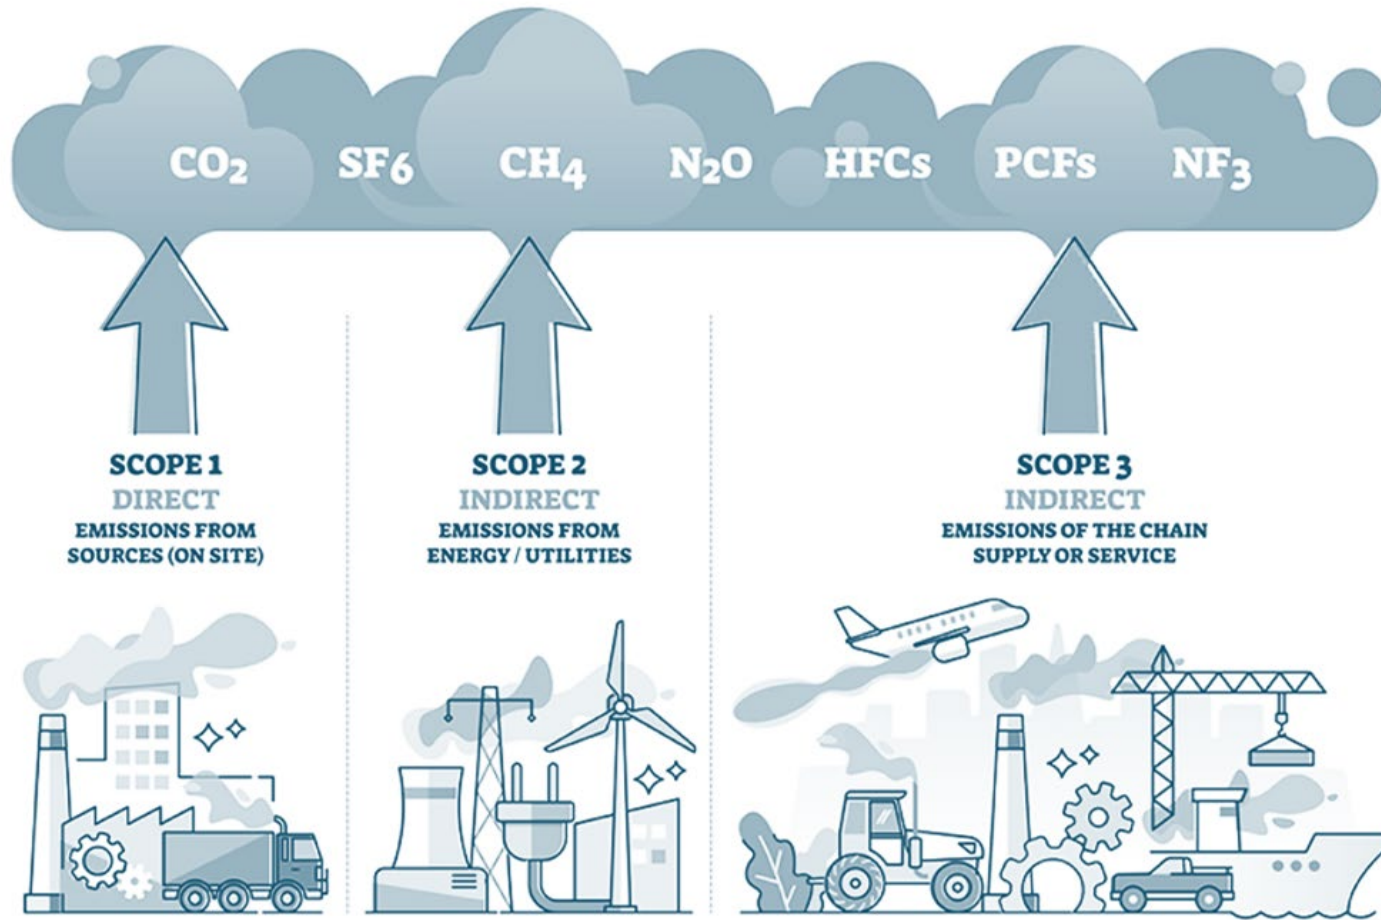 CO2 SF6 CH4 N2O HFCs PCFs NF3
SCOPE 1
DIRECT
EMISSIONS FROM
SOURCES (ON SITE)
SCOPE 2
INDIRECT
EMISSIONS FROM
ENERGY / UTILITIES
SCOPE 3
INDIRECT
EMISSIONS OF THE CHAIN
SUPPLY OR SERVICE